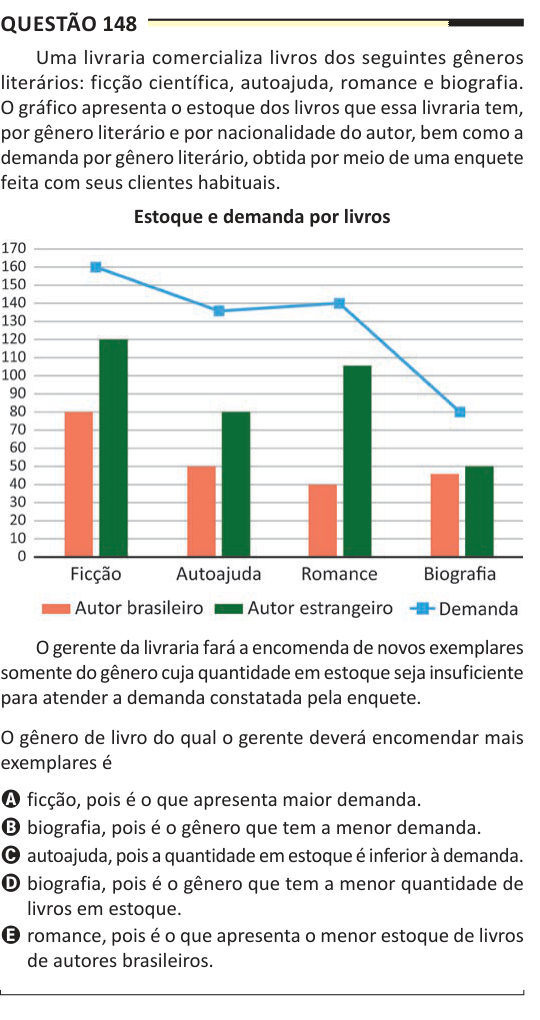 QUESTÃO 148
Uma livraria comercializa livros dos seguintes gêneros
literários: ficção científica, autoajuda, romance e biografia.
O gráfico apresenta o estoque dos livros que essa livraria tem,
por gênero literário e por nacionalidade do autor, bem como a
demanda por gênero literário, obtida por meio de uma enquete
feita com seus clientes habituais.
Estoque e demanda por livros
170
160
150
140
130
120
110
100
90
80
70
60
50
40
30
20
10
0
Ficção Autoajuda Romance Biografia
Autor brasileiro Autor estrangeiro Demanda
O gerente da livraria fará a encomenda de novos exemplares
somente do gênero cuja quantidade em estoque seja insuficiente
para atender a demanda constatada pela enquete.
O gênero de livro do qual o gerente deverá encomendar mais
exemplares é
A ficção, pois é o que apresenta maior demanda.
B biografia, pois é o gênero que tem a menor demanda.
C autoajuda, pois a quantidade em estoque é inferior à demanda.
D biografia, pois é o gênero que tem a menor quantidade de
livros em estoque.
E romance, pois é o que apresenta o menor estoque de livros
de autores brasileiros.